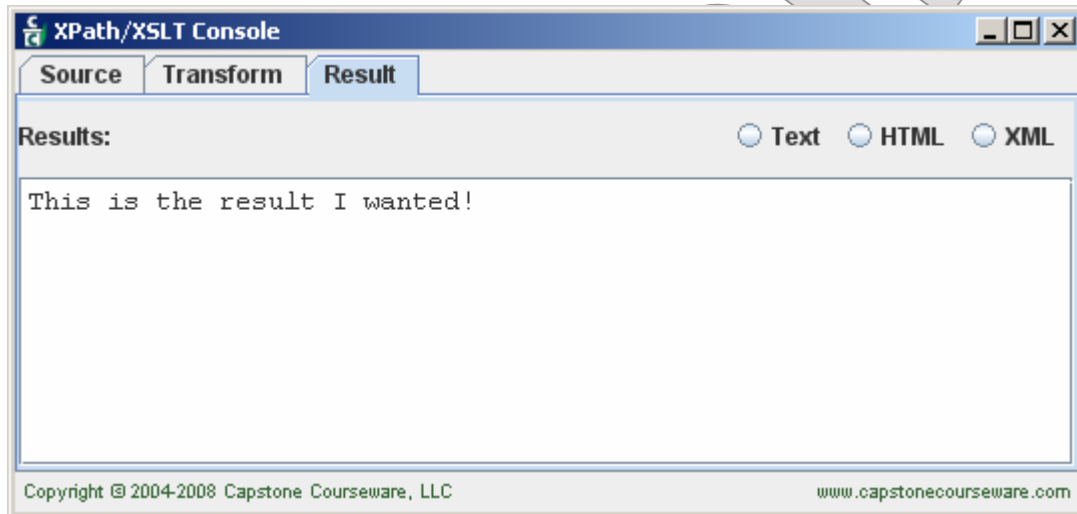 XPath/XSLT Console
Source Transform Result
Results: Text HTML XML
This is the result I wanted!
Copyright © 2004-2008 Capstone Courseware, LLC www.capstonecourseware.com